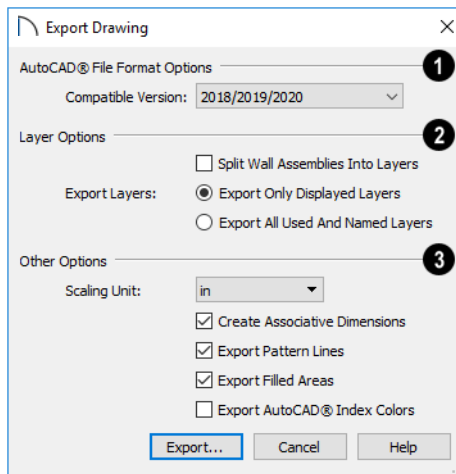 Export Drawing
AutoCAD® File Format Options 1
Compatible Version: 2018/2019/2020
Layer Options 2
Split Wall Assemblies Into Layers
Export Layers: Export Only Displayed Layers
Export All Used And Named Layers
Other Options 3
Scaling Unit: in
Create Associative Dimensions
Export Pattern Lines
Export Filled Areas
Export AutoCAD® Index Colors
Export... Cancel Help